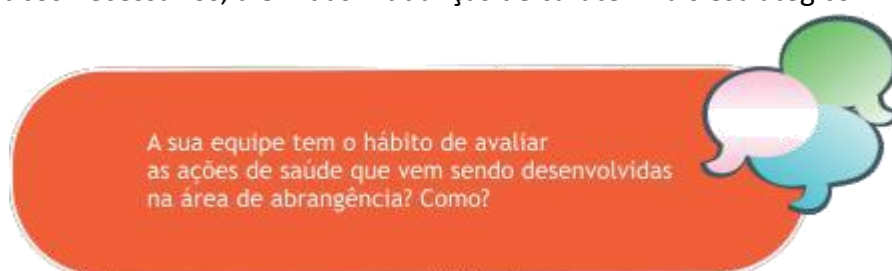 A sua equipe tem o hábito de avaliar
as ações de saúde que vem sendo desenvolvidas
na área de abrangência? Como?